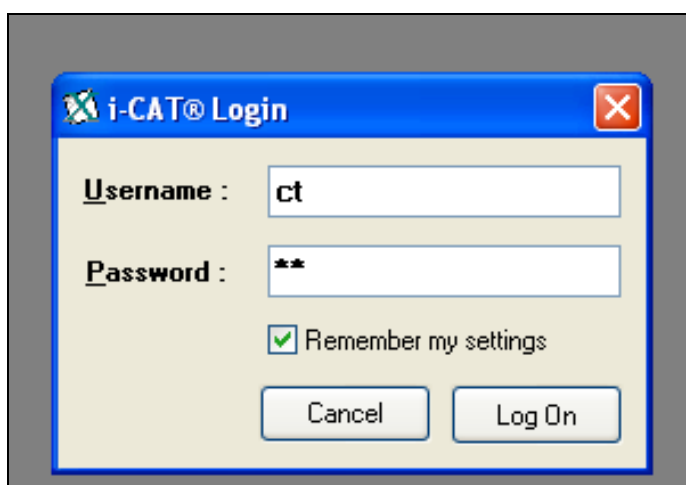 i-CAT® Login
Username : ct
Password : **
Remember my settings
Cancel Log On